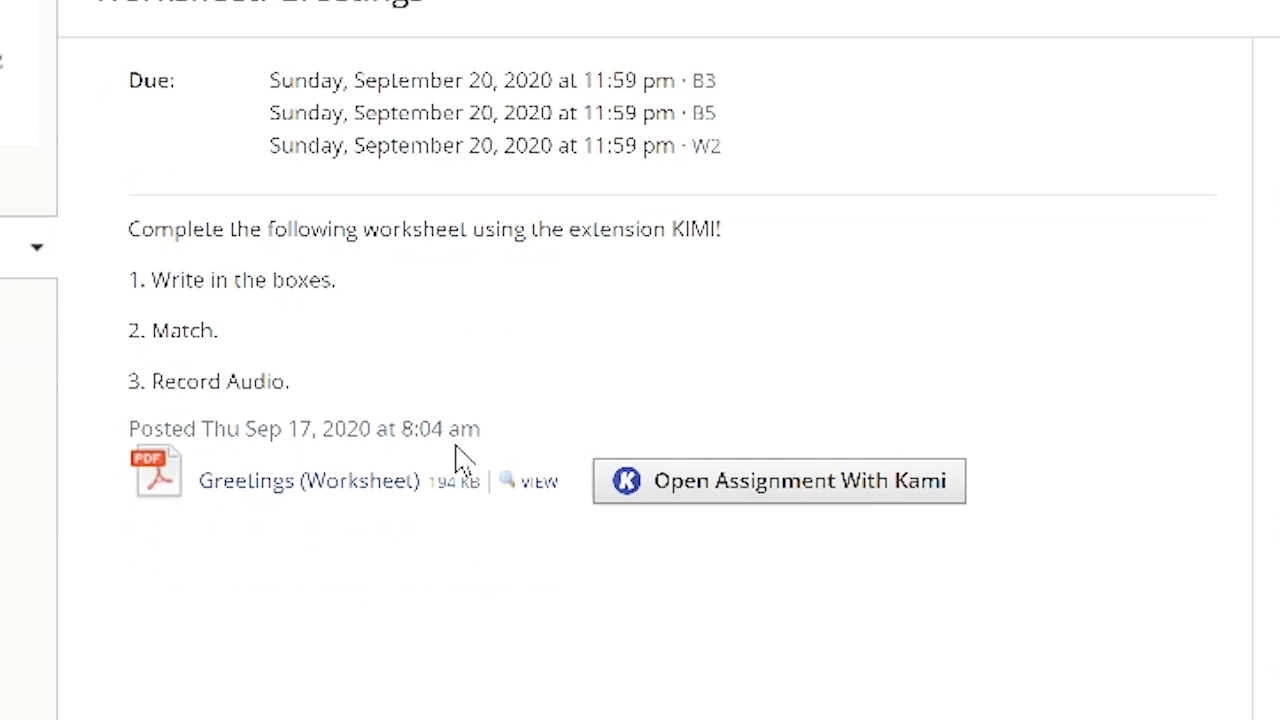 Due:
Sunday, September 20, 2020 at 11:59 pm · B3
Sunday, September 20, 2020 at 11:59 pm · B5
Sunday, September 20, 2020 at 11:59 pm · W2
Complete the following worksheet using the extension KIMI!
1. Write in the boxes.
2. Match.
3. Record Audio.
Posted Thu Sep 17, 2020 at 8:04 am
PDF
Greetings (Worksheet) 194 KB | VIEW
K Open Assignment With Kami